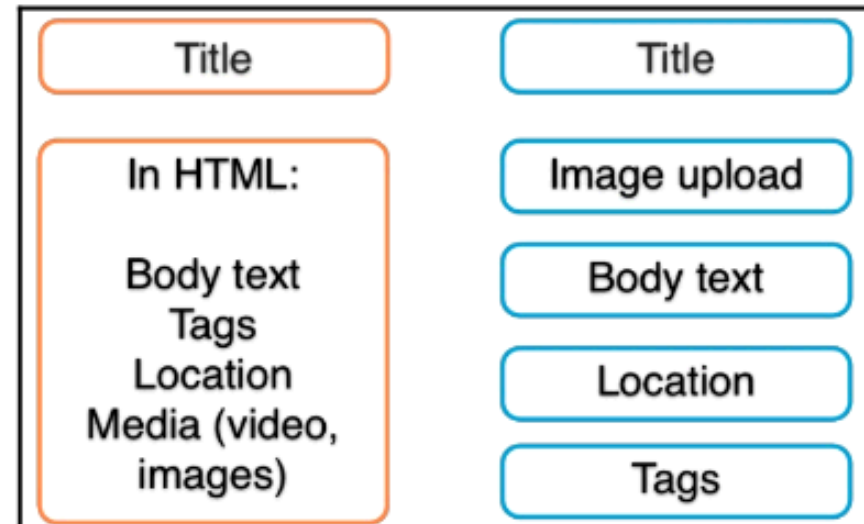 Title
In HTML:
Body text
Tags
Location
Media (video,
images)
Title
Image upload
Body text
Location
Tags